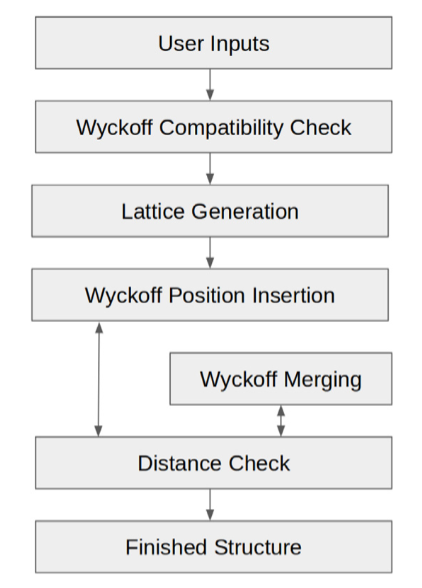 User Inputs
Wyckoff Compatibility Check
Lattice Generation
Wyckoff Position Insertion
Wyckoff Merging
Distance Check
Finished Structure